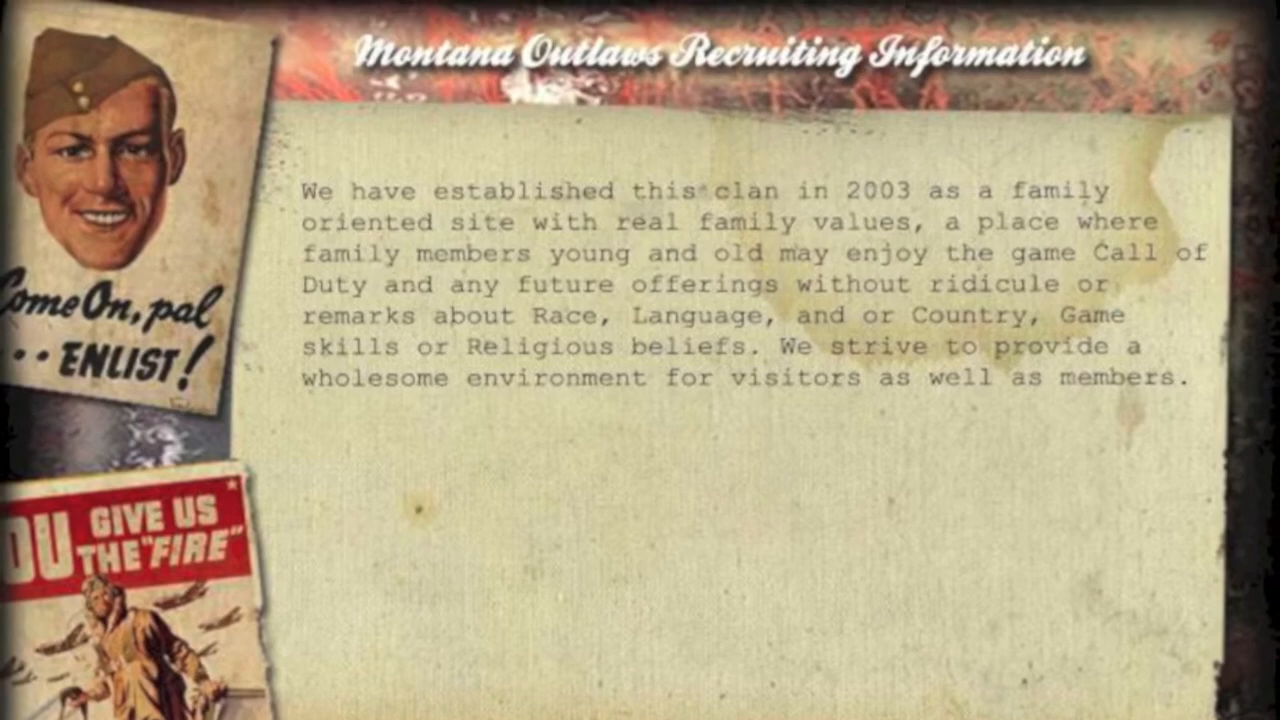 Montana Outlaws Recruiting Information
Come On, pal
.. ENLIST!
OU GIVE US
THE "FIRE"
We have established this clan in 2003 as a family
oriented site with real family values, a place where
family members young and old may enjoy the game Call of
Duty and any future offerings without ridicule or
remarks about Race, Language, and or Country, Game
skills or Religious beliefs. We strive to provide a
wholesome environment for visitors as well as members.